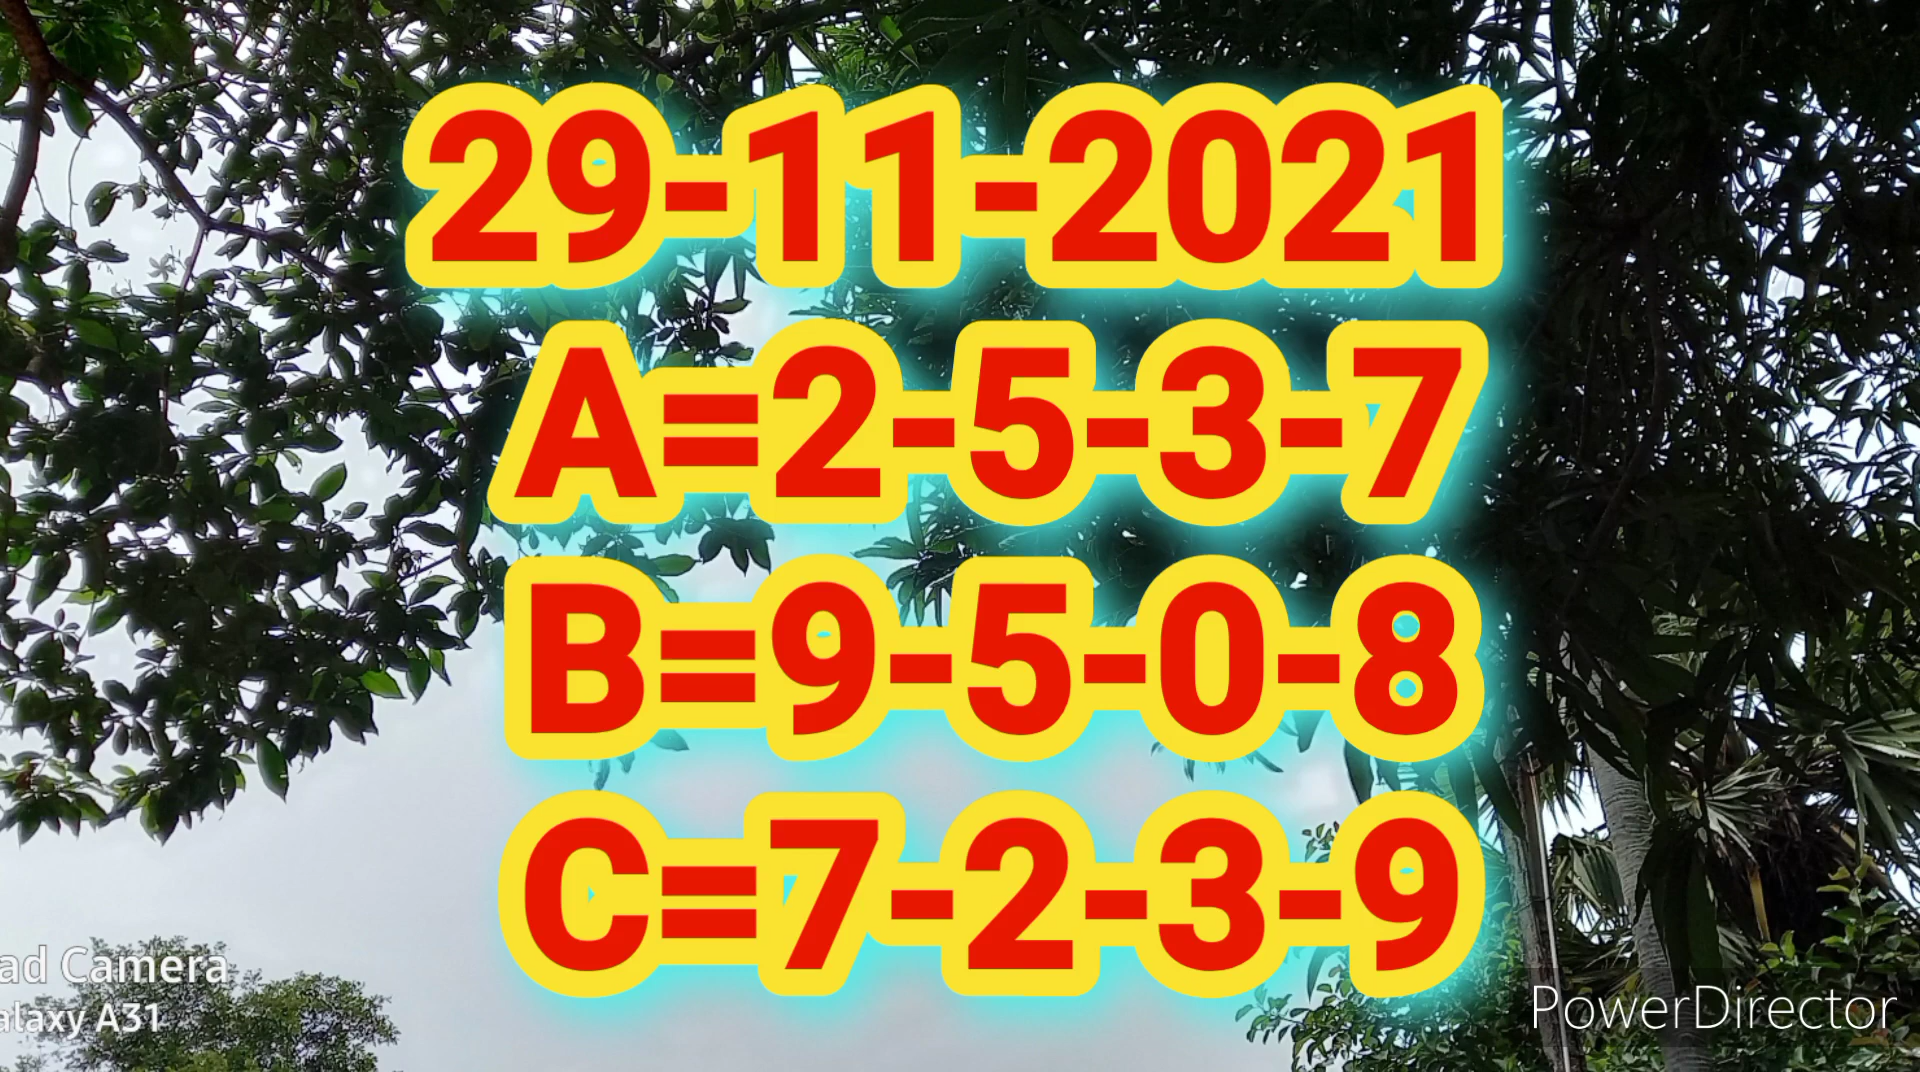 29-11-2021
A=2-5-3-7
B=9-5-0-8
C=7-2-3-9
ad Camera
alaxy A31
PowerDirector